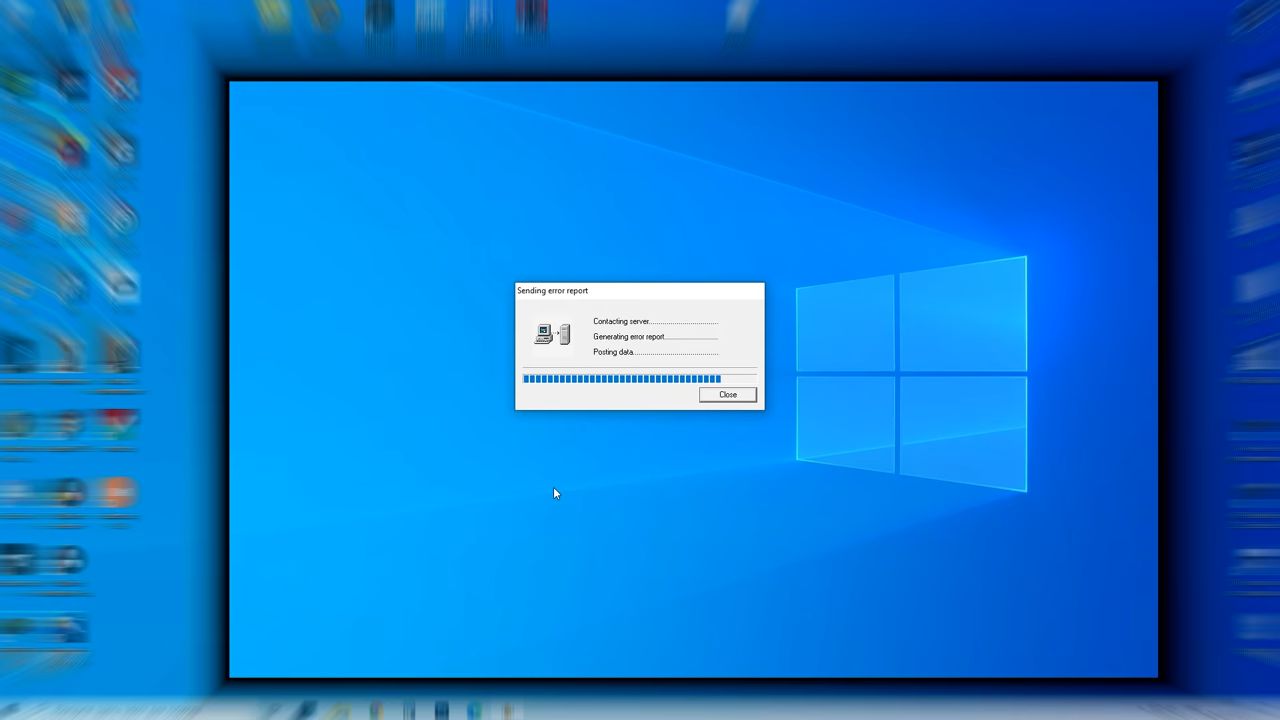 Sending error report
Contacting server...............................
Generating error report........................
Posting data......................................
Close